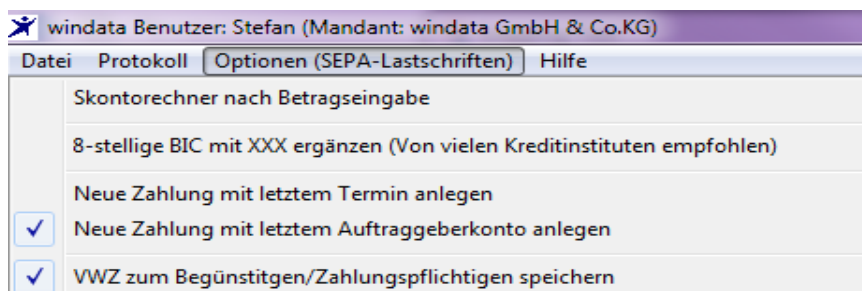 windata Benutzer: Stefan (Mandant: windata GmbH & Co.KG)
Datei Protokoll Optionen (SEPA-Lastschriften) Hilfe
Skontorechner nach Betragseingabe
8-stellige BIC mit XXX ergänzen (Von vielen Kreditinstituten empfohlen)
Neue Zahlung mit letztem Termin anlegen
Neue Zahlung mit letztem Auftraggeberkonto anlegen
VWZ zum Begünstitgen/Zahlungspflichtigen speichern